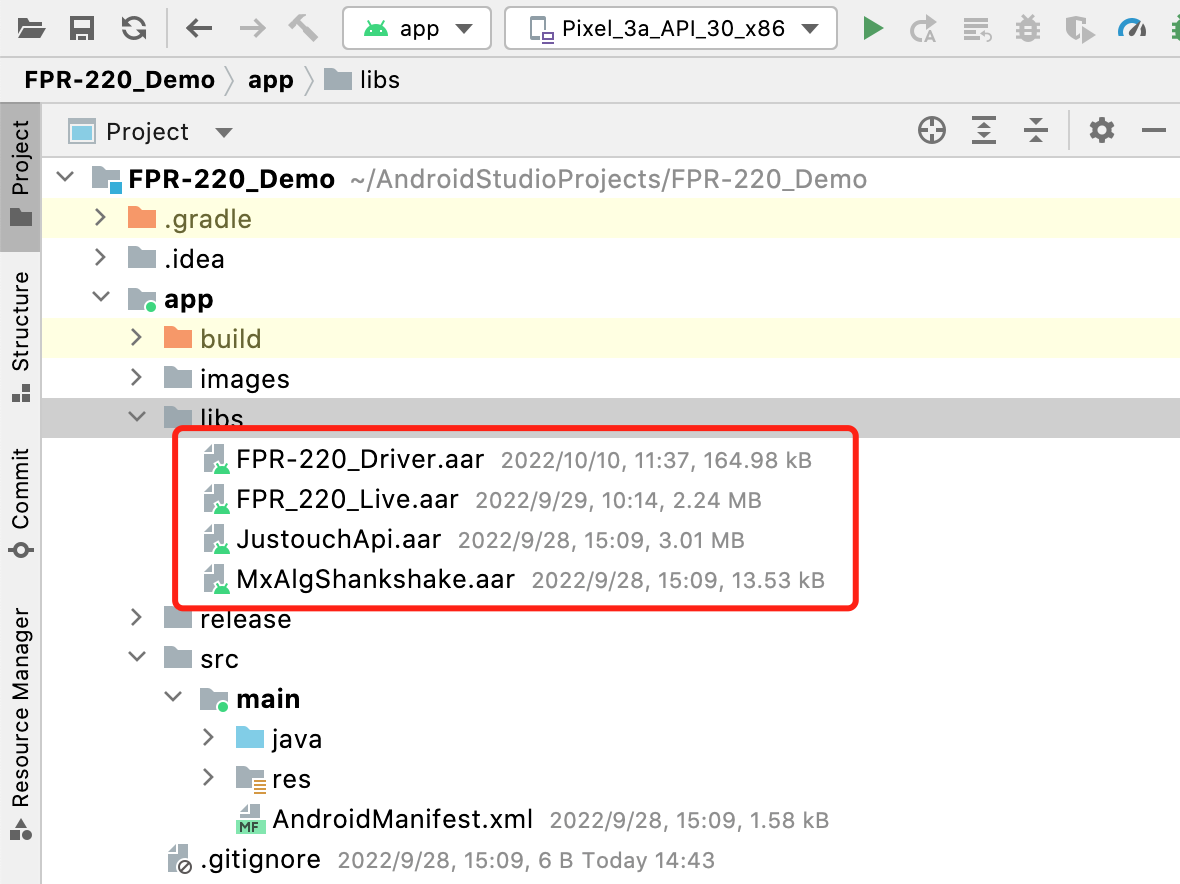 app
Pixel_3a_API_30_x86
FPR-220_Demo app libs
Project
Project
FPR-220_Demo ~/AndroidStudioProjects/FPR-220_Demo
.gradle
.idea
app
build
images
libs
FPR-220_Driver.aar 2022/10/10, 11:37, 164.98 kB
FPR_220_Live.aar 2022/9/29, 10:14, 2.24 MB
JustouchApi.aar 2022/9/28, 15:09, 3.01 MB
MxAlgShankshake.aar 2022/9/28, 15:09, 13.53 kB
release
src
main
java
res
MF AndroidManifest.xml 2022/9/28, 15:09, 1.58 kB
.gitignore 2022/9/28, 15:09, 6 B Today 14:43
Structure
Commit
Resource Manager